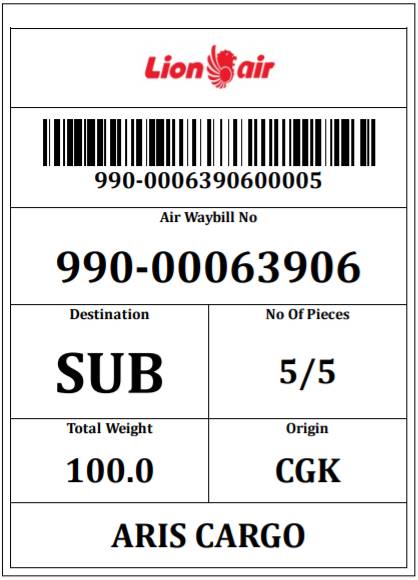 Lion air
990-0006390600005
Air Waybill No
990-00063906
Destination
No Of Pieces
SUB
5/5
Total Weight
Origin
100.0
CGK
ARIS CARGO